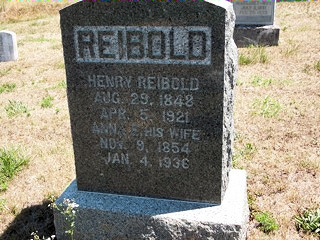 REIBOLD
HENRY REIBOLD
AUG. 29, 1848
APR. 5, 1921
HIS WIFE
NOV. 9, 1854
JAN. 4, 1936